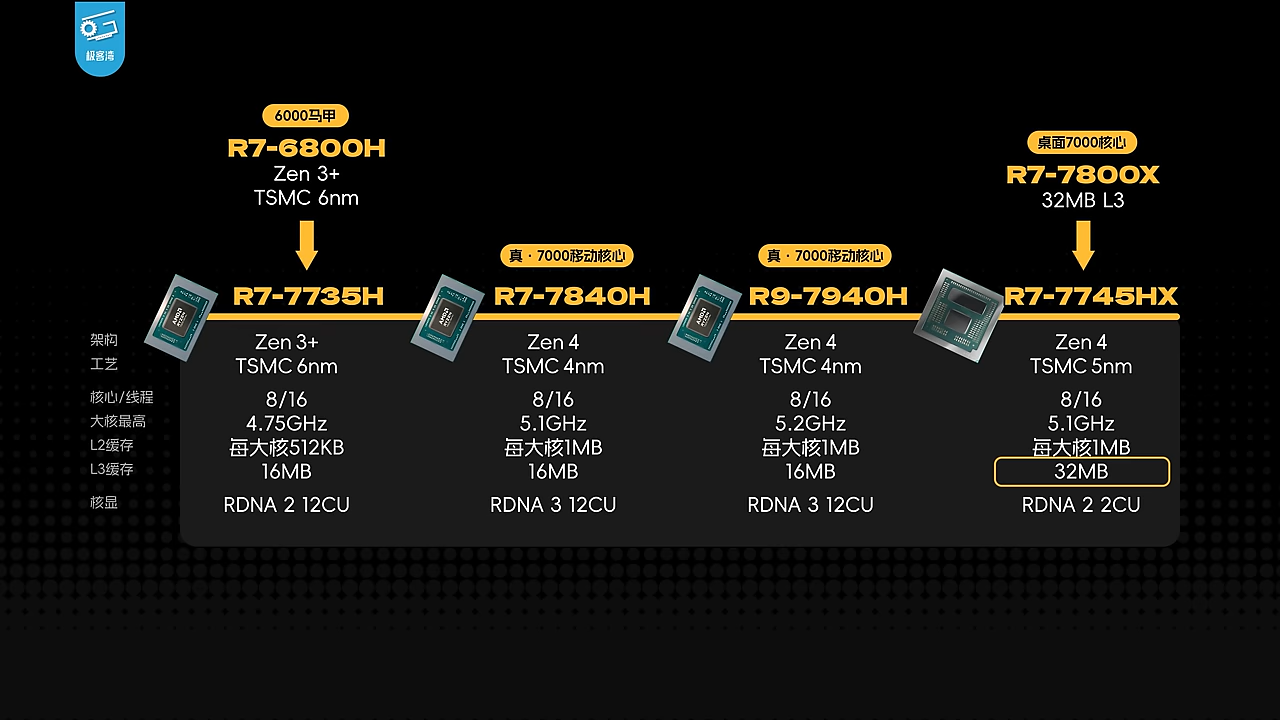 极客湾
6000马甲
R7-6800H
Zen 3+
TSMC 6nm
桌面7000核心
R7-7800X
32MB L3
真·7000移动核心
真·7000移动核心
R7-7735H
R7-7840H
R9-7940H
R7-7745HX
架构 Zen 3+ Zen 4 Zen 4 Zen 4
工艺 TSMC 6nm TSMC 4nm TSMC 4nm TSMC 5nm
核心/线程 8/16 8/16 8/16 8/16
大核最高 4.75GHz 5.1GHz 5.2GHz 5.1GHz
L2缓存 每大核512KB 每大核1MB 每大核1MB 每大核1MB
L3缓存 16MB 16MB 16MB 32MB
核显 RDNA 2 12CU RDNA 3 12CU RDNA 3 12CU RDNA 2 2CU